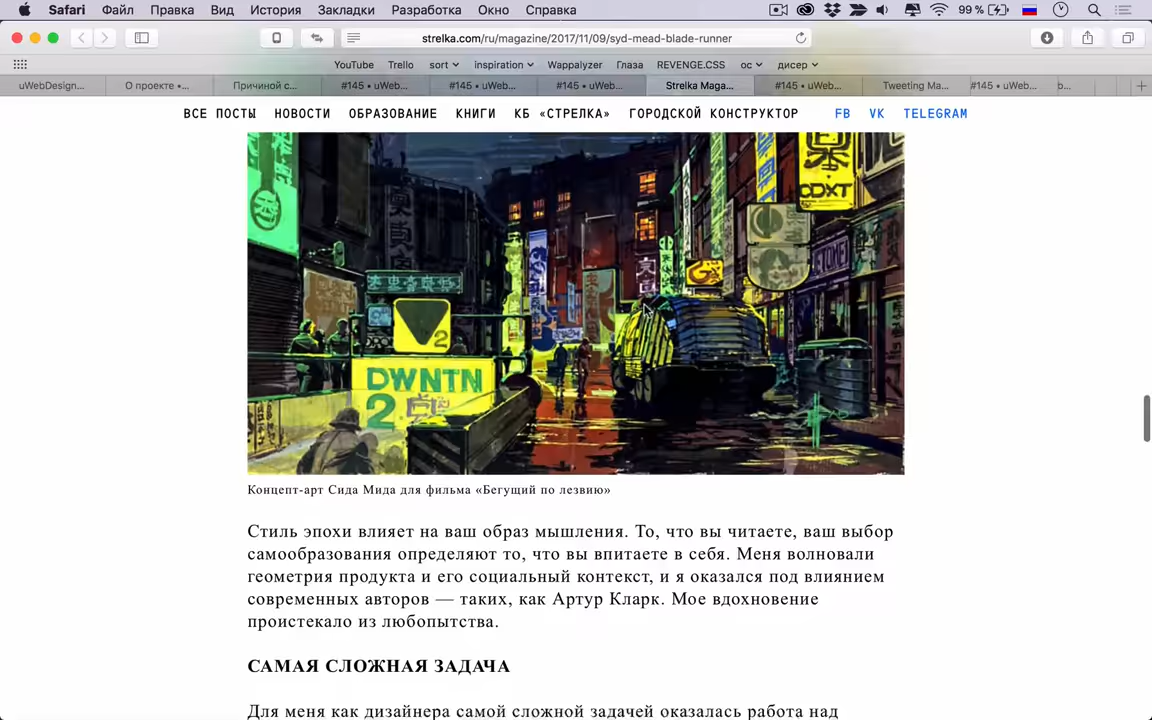 Safari Файл Правка Вид История Закладки Разработка Окно Справка 99 %
strelka.com/ru/magazine/2017/11/09/syd-mead-blade-runner
YouTube Trello sort inspiration Wappalyzer Глаза REVENGE.CSS ос дисер
uWebDesign... О проекте •... Причиной с... #145 – uWeb... #145 – uWeb... #145 – uWeb... Strelka Maga... #145 – uWeb... Tweeting Ma... #145 – uWeb... b...
ВСЕ ПОСТЫ НОВОСТИ ОБРАЗОВАНИЕ КНИГИ КБ «СТРЕЛКА» ГОРОДСКОЙ КОНСТРУКТОР FB VK TELEGRAM
CDXT
2
DWNTN
2
Концепт-арт Сида Мида для фильма «Бегущий по лезвию»
Стиль эпохи влияет на ваш образ мышления. То, что вы читаете, ваш выбор
самообразования определяют то, что вы впитаете в себя. Меня волновали
геометрия продукта и его социальный контекст, и я оказался под влиянием
современных авторов — таких, как Артур Кларк. Мое вдохновение
проистекало из любопытства.
САМАЯ СЛОЖНАЯ ЗАДАЧА
Для меня как дизайнера самой сложной задачей оказалась работа над